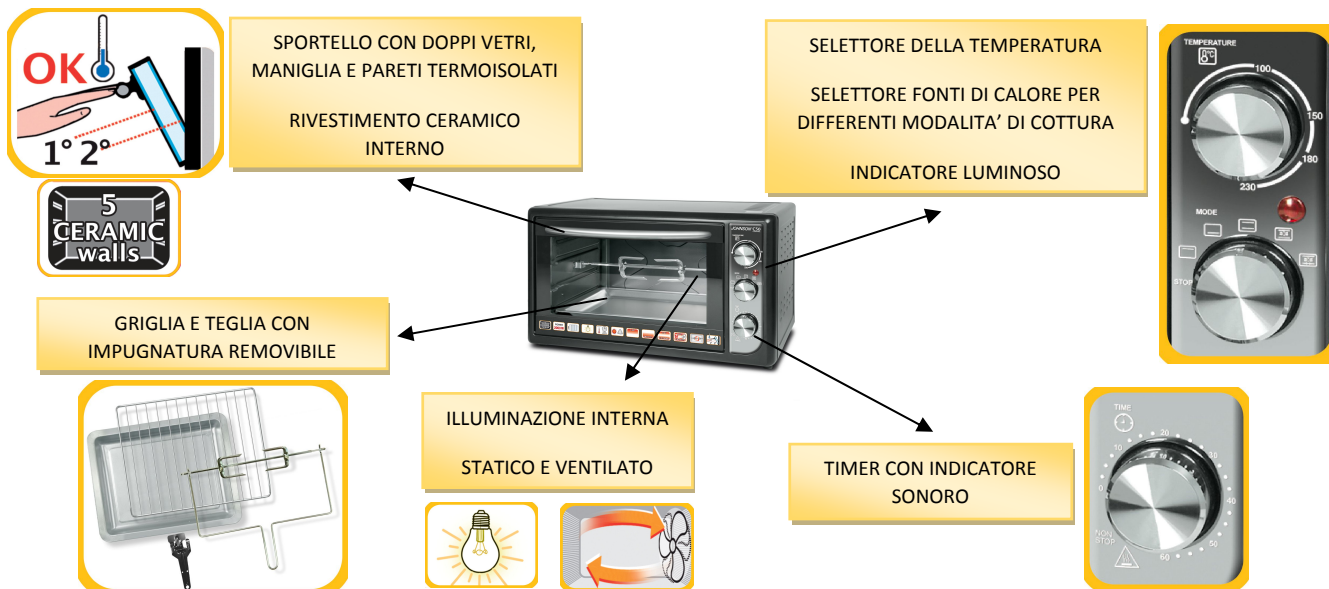 OK
1° 2°
5
CERAMIC
walls
SPORTELLO CON DOPPI VETRI,
MANIGLIA E PARETI TERMOISOLATI
RIVESTIMENTO CERAMICO
INTERNO
SELETTORE DELLA TEMPERATURA
SELETTORE FONTI DI CALORE PER
DIFFERENTI MODALITA’ DI COTTURA
INDICATORE LUMINOSO
TEMPERATURE
°C
100
150
180
230
MODE
STOP
JOHNSON C50
GRIGLIA E TEGLIA CON
IMPUGNATURA REMOVIBILE
ILLUMINAZIONE INTERNA
STATICO E VENTILATO
TIMER CON INDICATORE
SONORO
TIME
0
10
20
30
40
50
60
NON
STOP